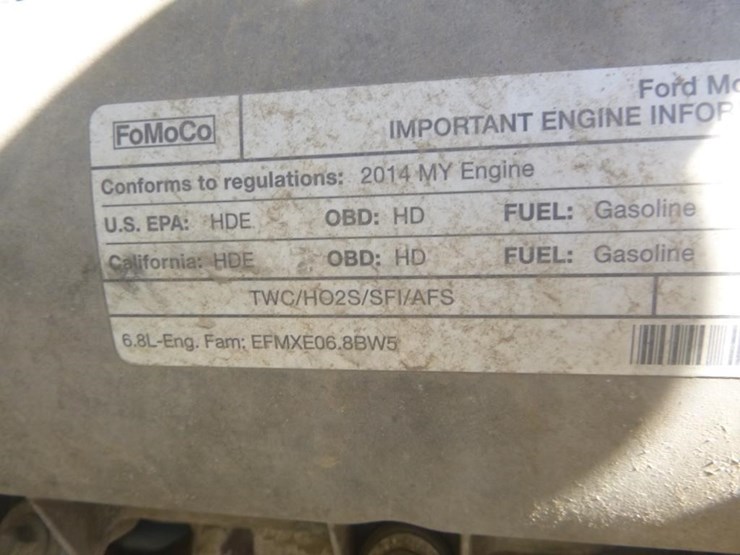 Ford Mo
FoMoCo
IMPORTANT ENGINE INFOR
Conforms to regulations: 2014 MY Engine
U.S. EPA: HDE OBD: HD FUEL: Gasoline
California: HDE OBD: HD FUEL: Gasoline
TWC/HO2S/SFI/AFS
6.8L-Eng. Fam: EFMXE06.8BW5